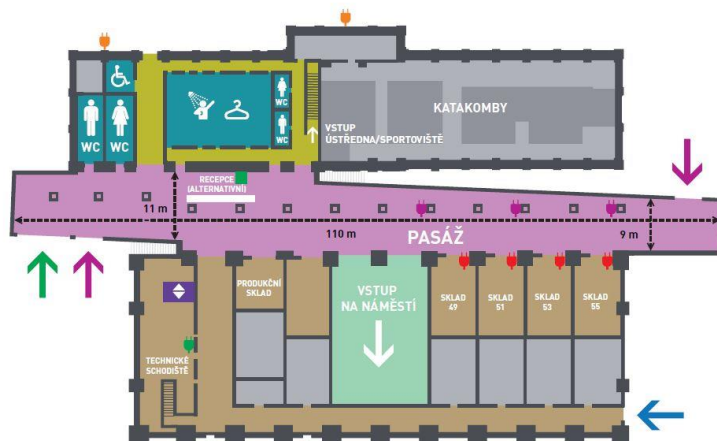 WC
WC
WC
WC
KATAKOMBY
VSTUP
ÚSTŘEDNA/SPORTOVIŠTĚ
RECEPCE
(ALTERNATIVNÍ)
11 m
110 m
PASÁŽ
9 m
PRODUKČNÍ
SKLAD
VSTUP
NA NÁMĚSTÍ
SKLAD
49
SKLAD
51
SKLAD
53
SKLAD
55
TECHNICKÉ
SCHODIŠTĚ